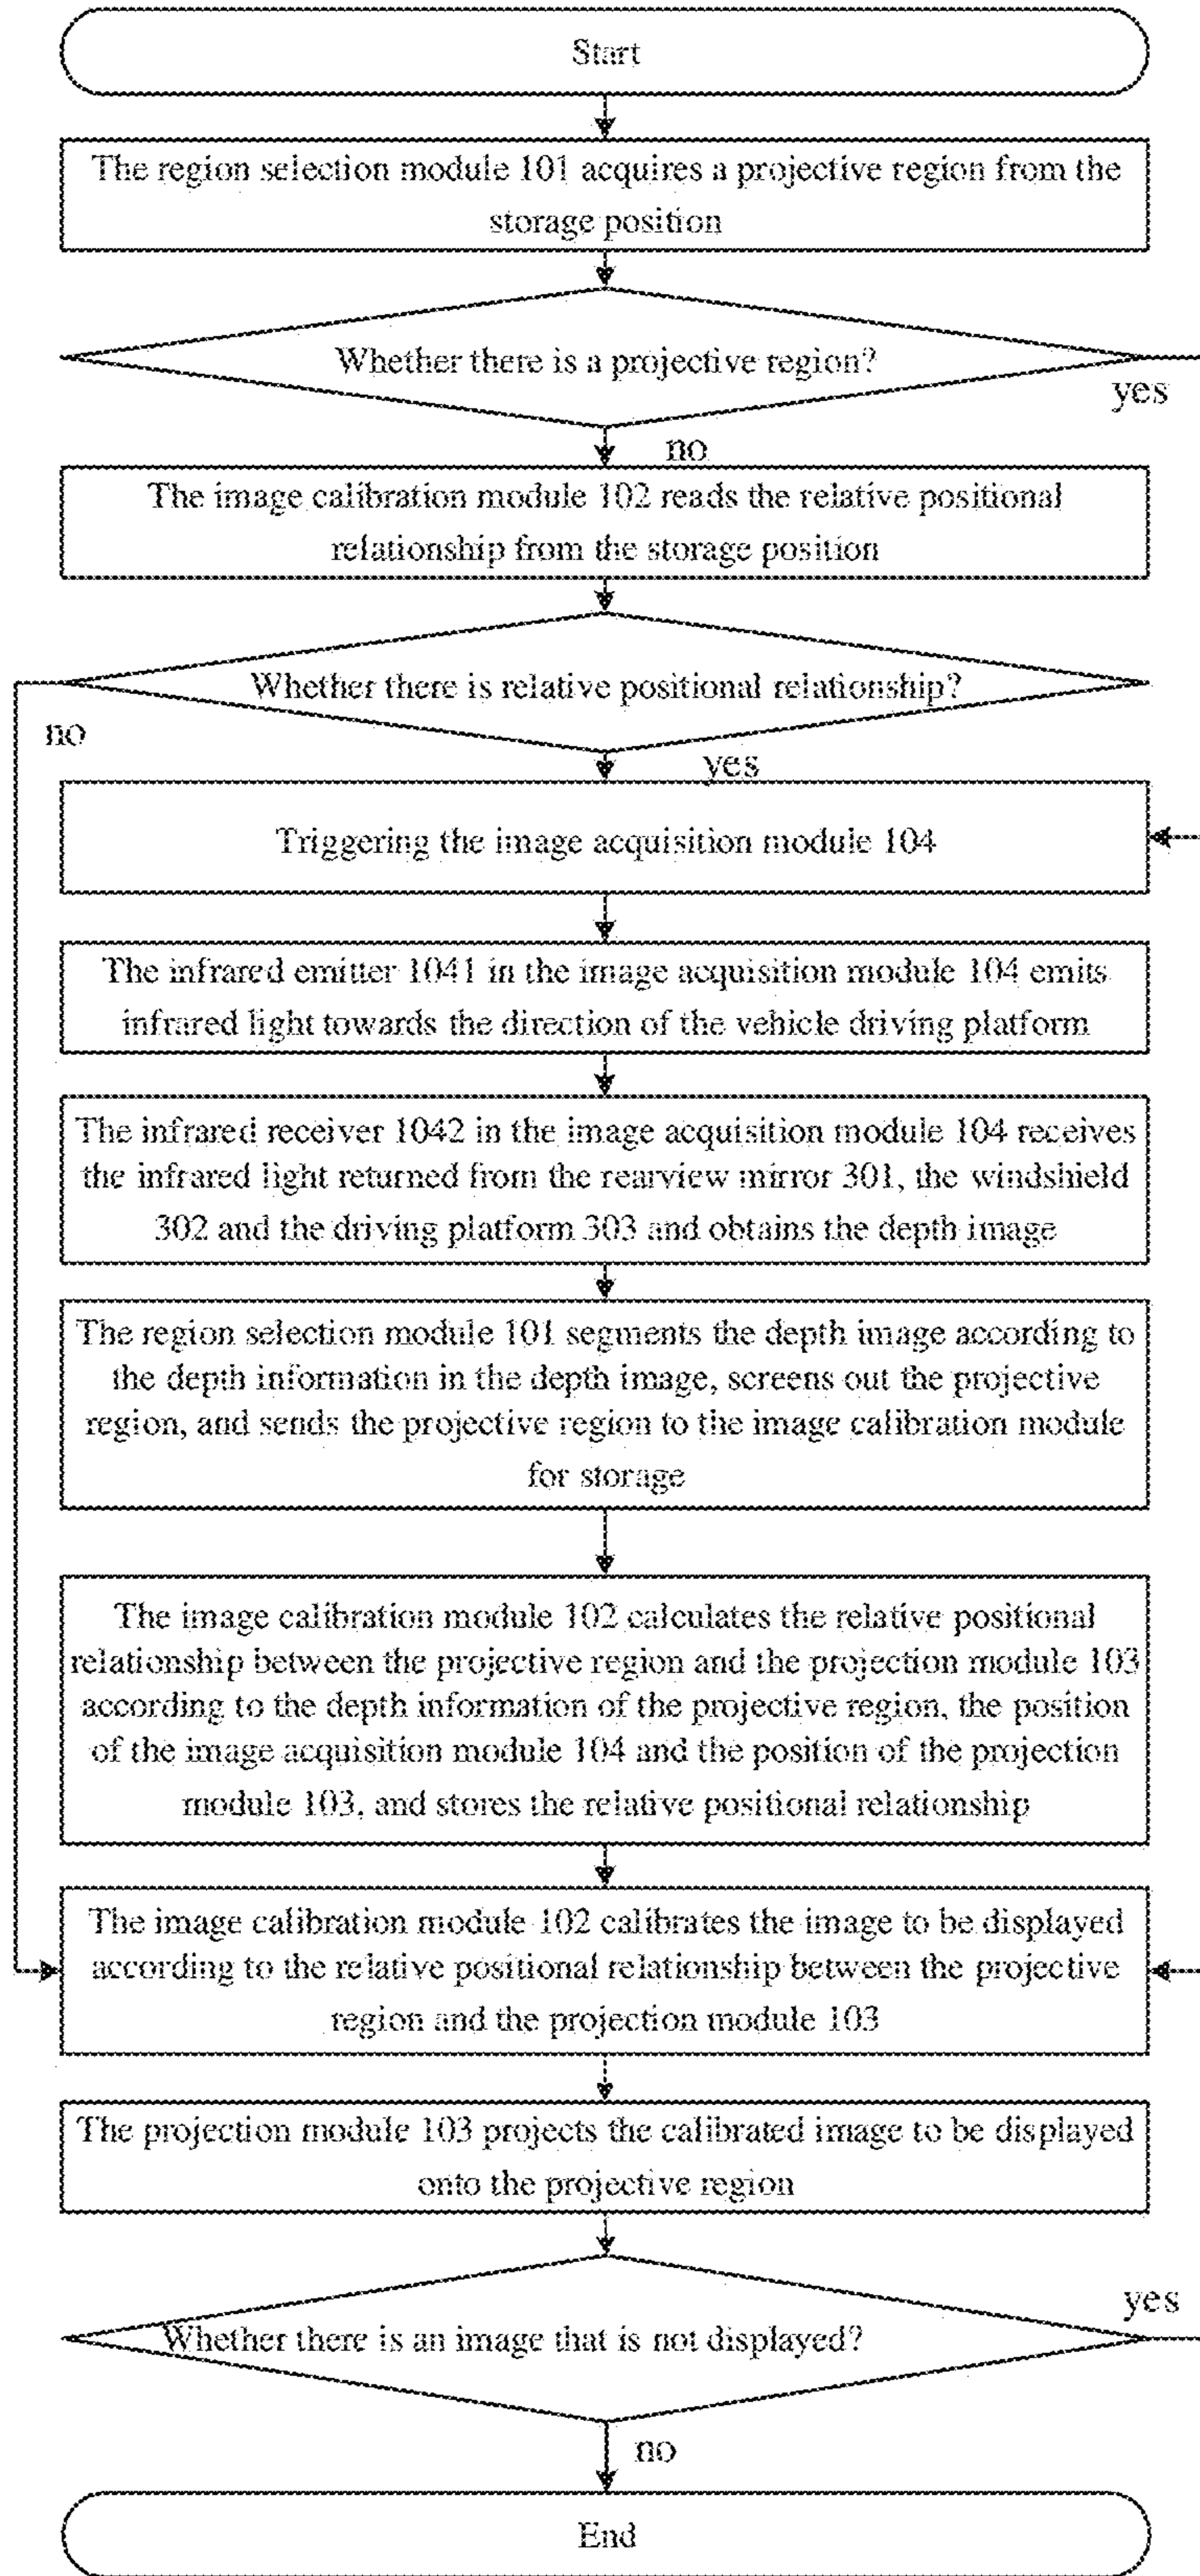 Start
The region selection module 101 acquires a projective region from the
storage position
Whether there is a projective region?
yes
no
The image calibration module 102 reads the relative positional
relationship from the storage position
Whether there is relative positional relationship?
no
yes
Triggering the image acquisition module 104
The infrared emitter 1041 in the image acquisition module 104 emits
infrared light towards the direction of the vehicle driving platform
The infrared receiver 1042 in the image acquisition module 104 receives
the infrared light returned from the rearview mirror 301, the windshield
302 and the driving platform 303 and obtains the depth image
The region selection module 101 segments the depth image according to
the depth information in the depth image, screens out the projective
region, and sends the projective region to the image calibration module
for storage
The image calibration module 102 calculates the relative positional
relationship between the projective region and the projection module 103
according to the depth information of the projective region, the position
of the image acquisition module 104 and the position of the projection
module 103, and stores the relative positional relationship
The image calibration module 102 calibrates the image to be displayed
according to the relative positional relationship between the projective
region and the projection module 103
The projection module 103 projects the calibrated image to be displayed
onto the projective region
yes
Whether there is an image that is not displayed?
no
End